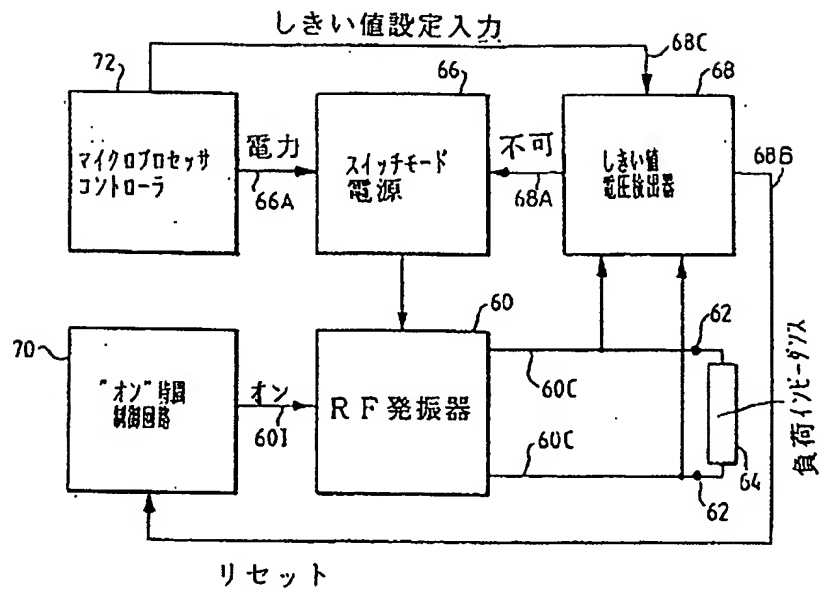 しきい値設定入力
68C
72
66
68
マイクロプロセッサ
コントローラ
電力
66A
スイッチモード
電源
不可
68A
しきい値
電圧検出器
68B
70
"オン"時間
制御回路
オン
60I
60
RF発振器
60C
60C
62
62
64
負荷インピーダンス
リセット